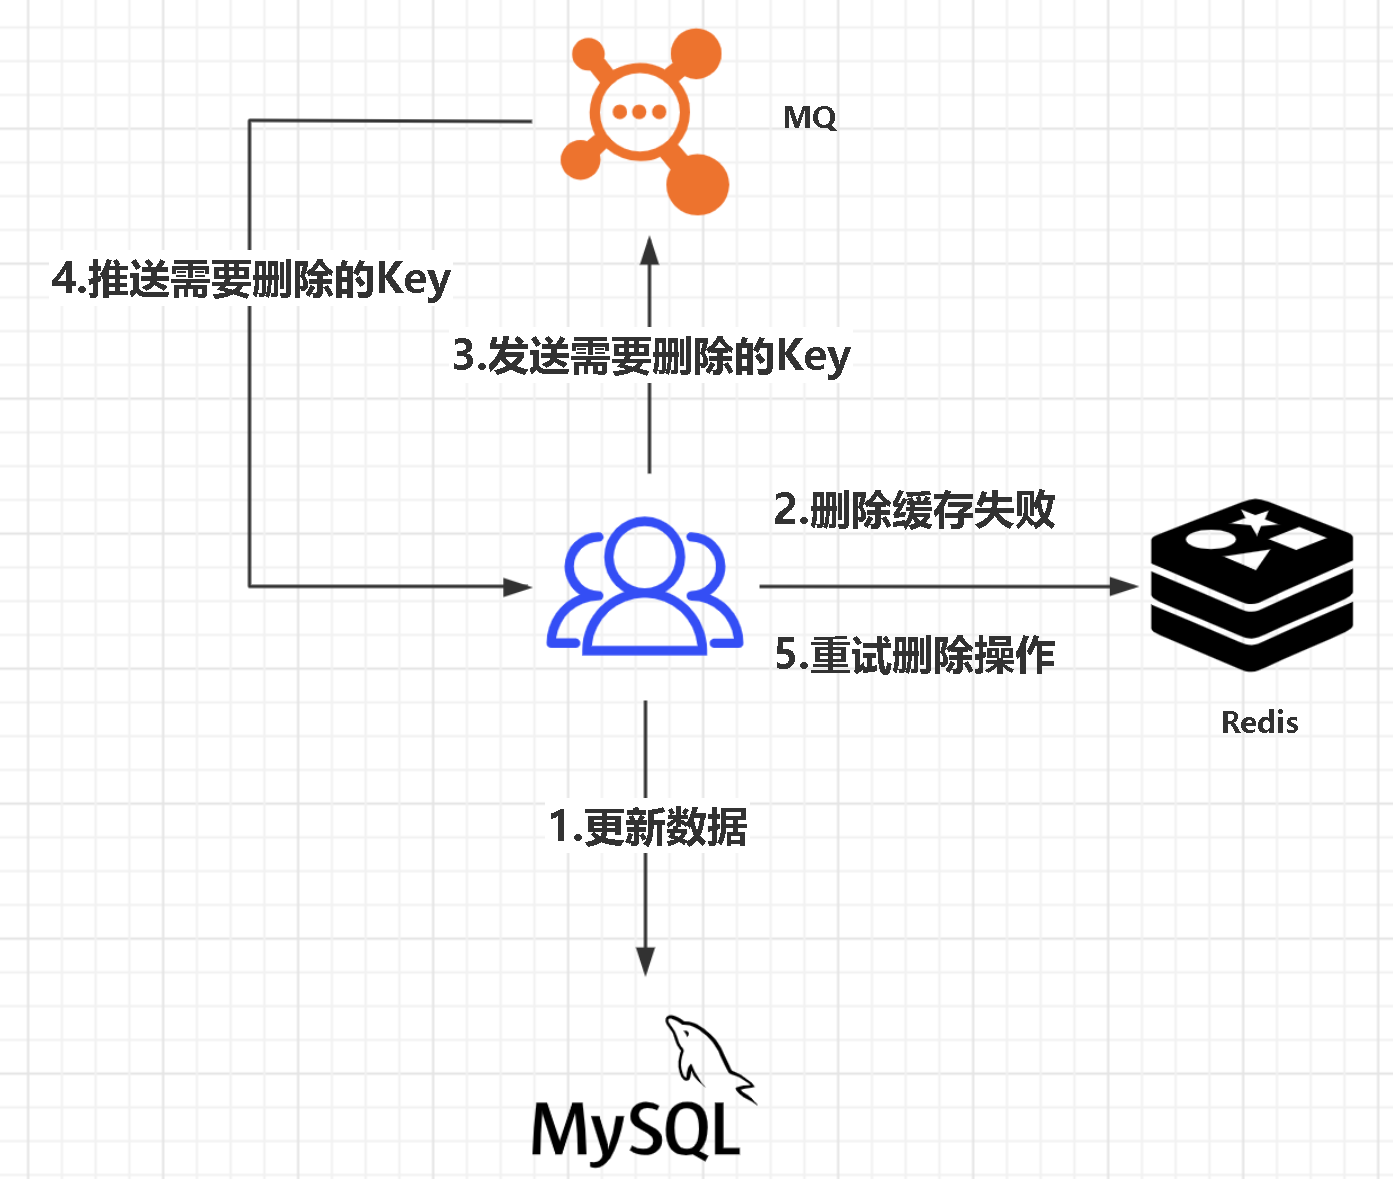 MQ
4.推送需要删除的Key
3.发送需要删除的Key
2.删除缓存失败
5.重试删除操作
Redis
1.更新数据
MySQL